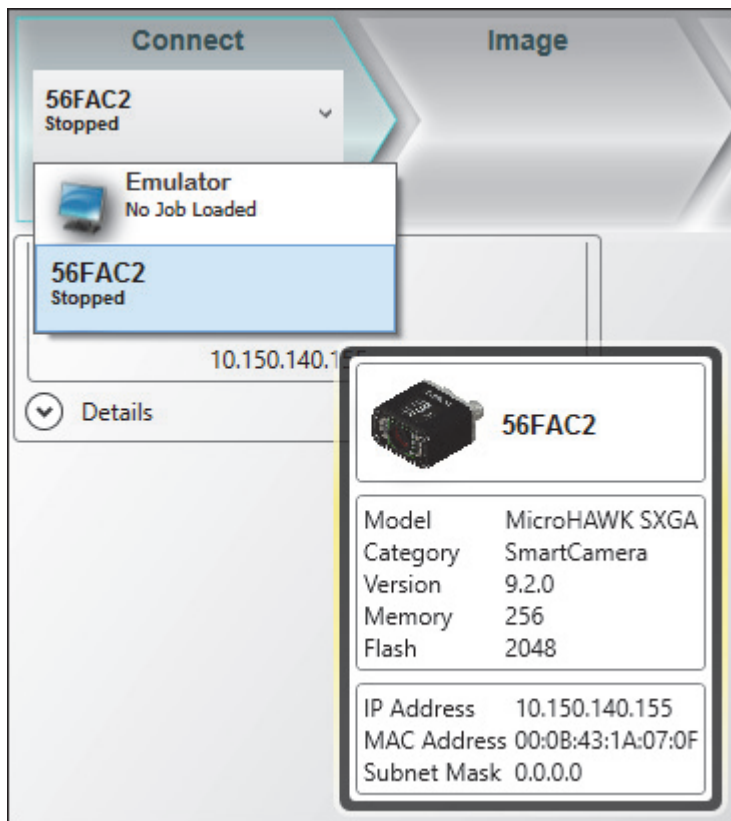 Connect
Image
56FAC2
Stopped
Emulator
No Job Loaded
56FAC2
Stopped
10.150.140.155
Details
56FAC2
Model MicroHAWK SXGA
Category SmartCamera
Version 9.2.0
Memory 256
Flash 2048
IP Address 10.150.140.155
MAC Address 00:0B:43:1A:07:0F
Subnet Mask 0.0.0.0